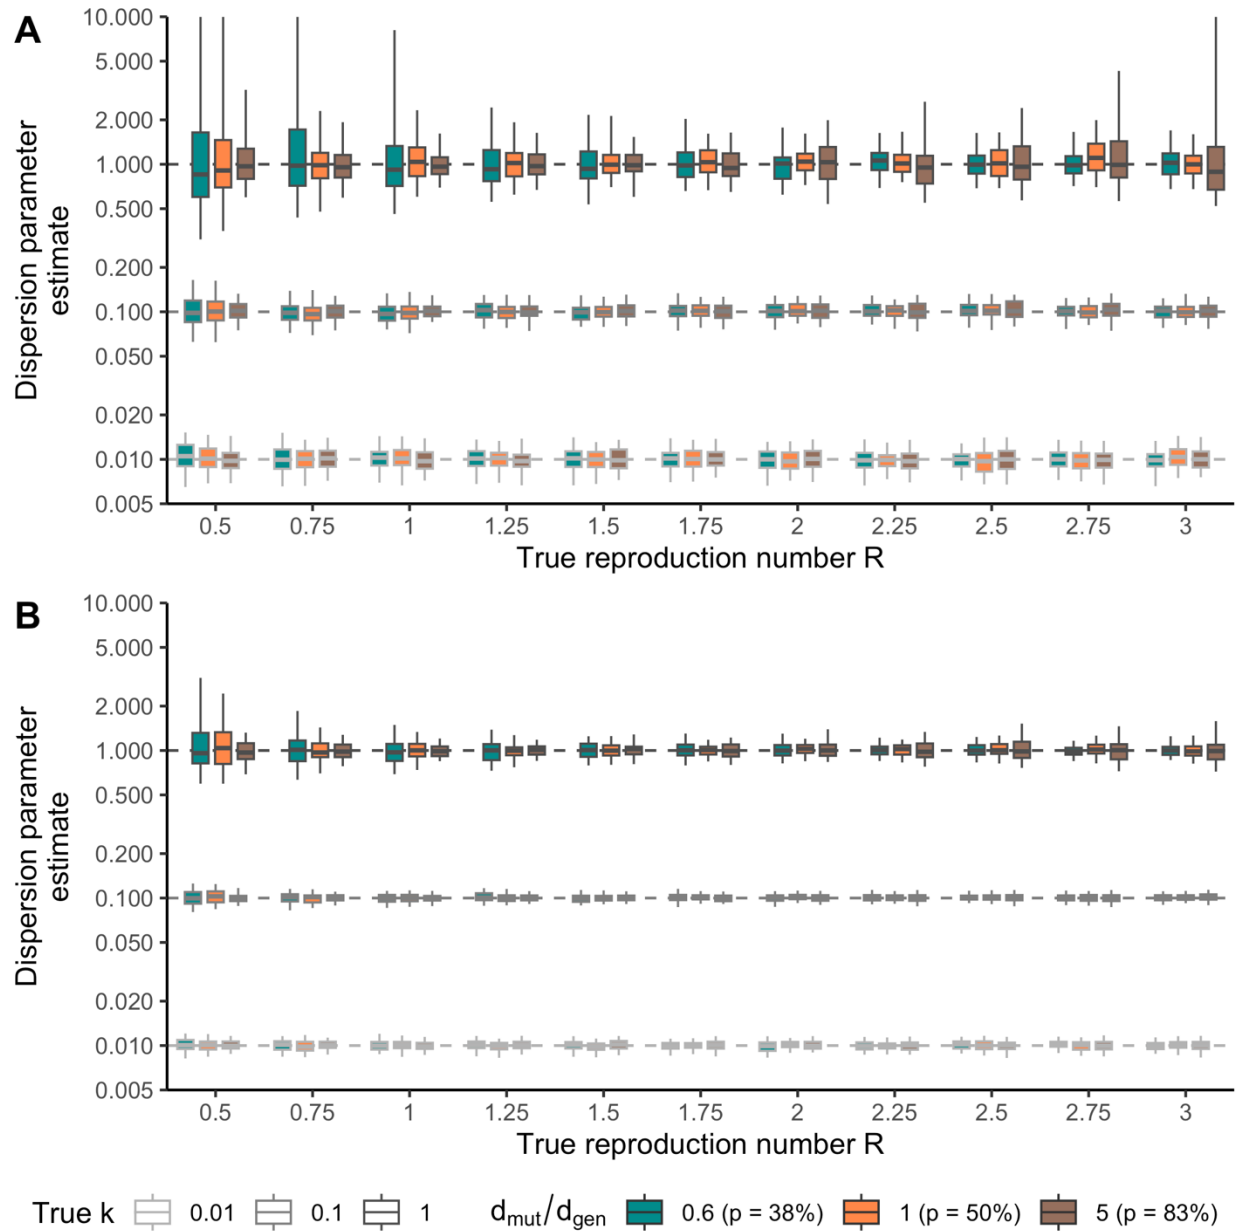 A
10.000
5.000
2.000
1.000
0.500
0.200
0.100
0.050
0.020
0.010
0.005
Dispersion parameter
estimate
0.5 0.75 1 1.25 1.5 1.75 2 2.25 2.5 2.75 3
True reproduction number R
B
10.000
5.000
2.000
1.000
0.500
0.200
0.100
0.050
0.020
0.010
0.005
Dispersion parameter
estimate
0.5 0.75 1 1.25 1.5 1.75 2 2.25 2.5 2.75 3
True reproduction number R
True k 0.01 0.1 1 d_mut/d_gen 0.6 (p = 38%) 1 (p = 50%) 5 (p = 83%)